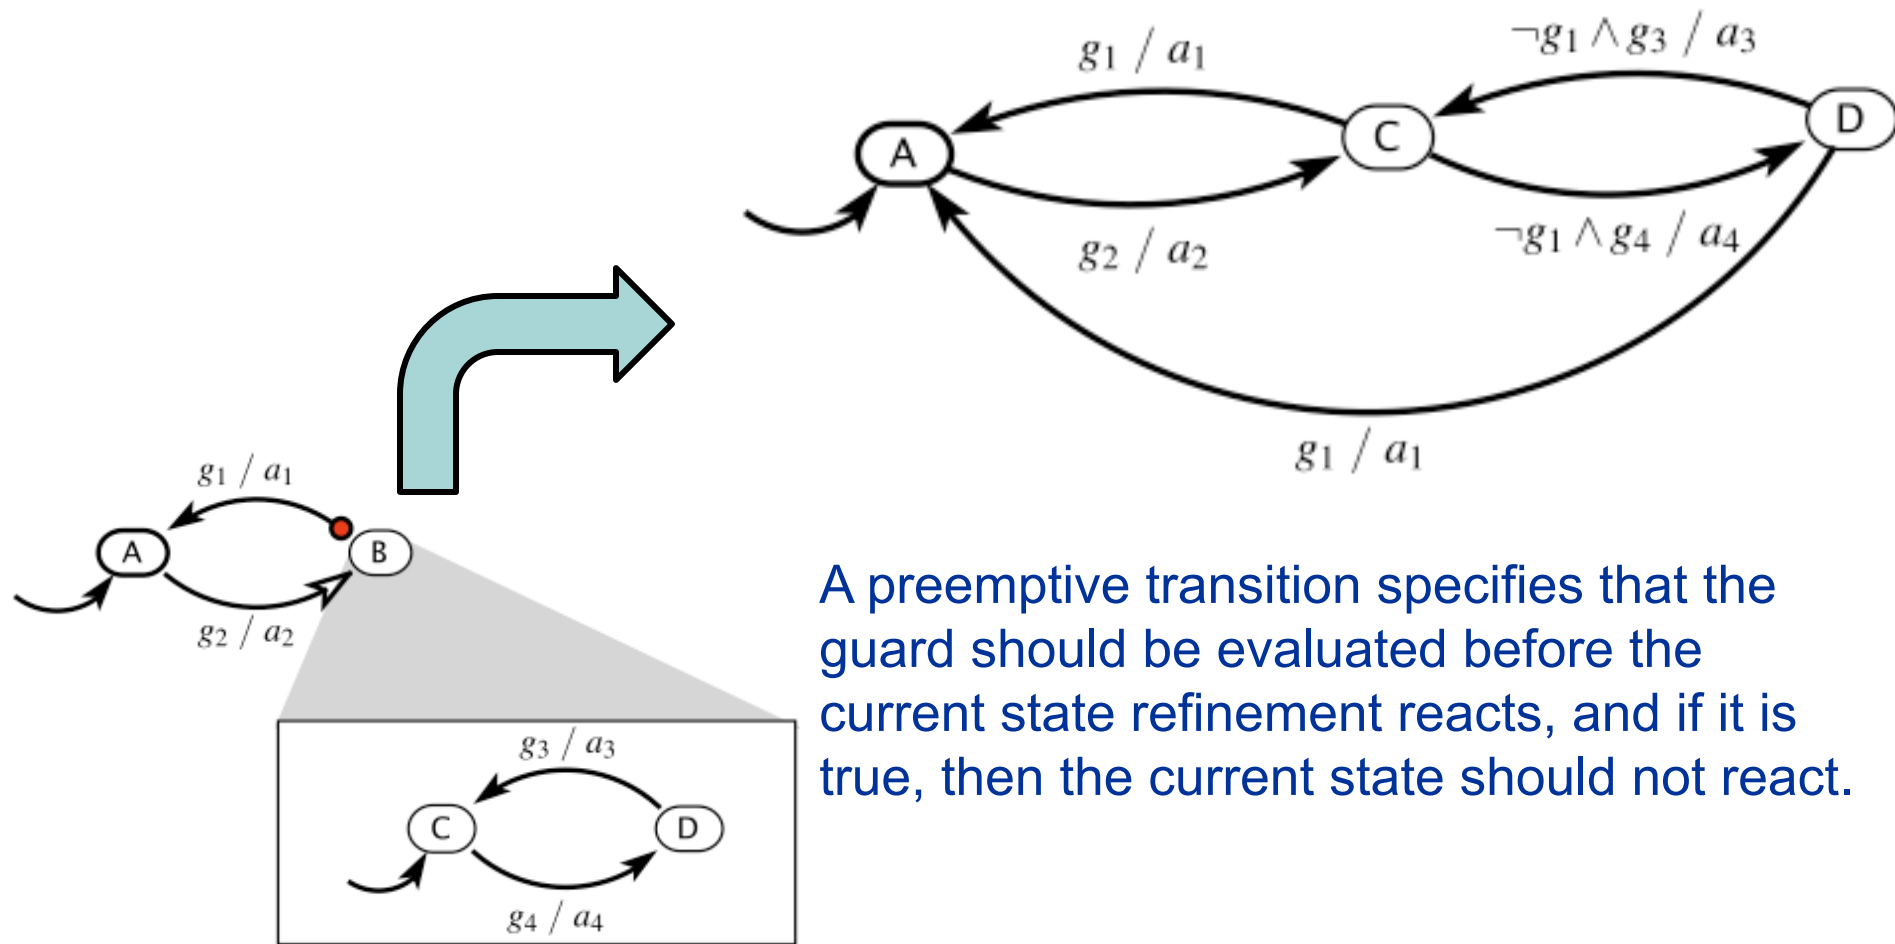 g₁ / a₁
¬g₁ ∧ g₃ / a₃
A
C
D
g₂ / a₂
¬g₁ ∧ g₄ / a₄
g₁ / a₁
g₁ / a₁
A
B
g₂ / a₂
g₃ / a₃
C
D
g₄ / a₄
A preemptive transition specifies that the
guard should be evaluated before the
current state refinement reacts, and if it is
true, then the current state should not react.